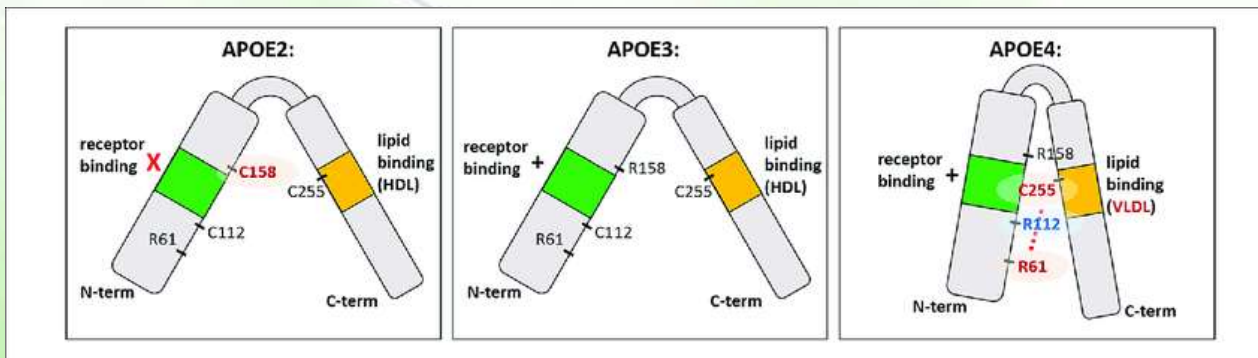 APOE2:
receptor
binding
X
C158
lipid
binding
(HDL)
C255
C112
R61
N-term
C-term
APOE3:
receptor
binding +
R158
lipid
binding
(HDL)
C255
C112
R61
N-term
C-term
APOE4:
receptor
binding +
R158
lipid
binding
(VLDL)
C255
R112
R61
N-term
C-term